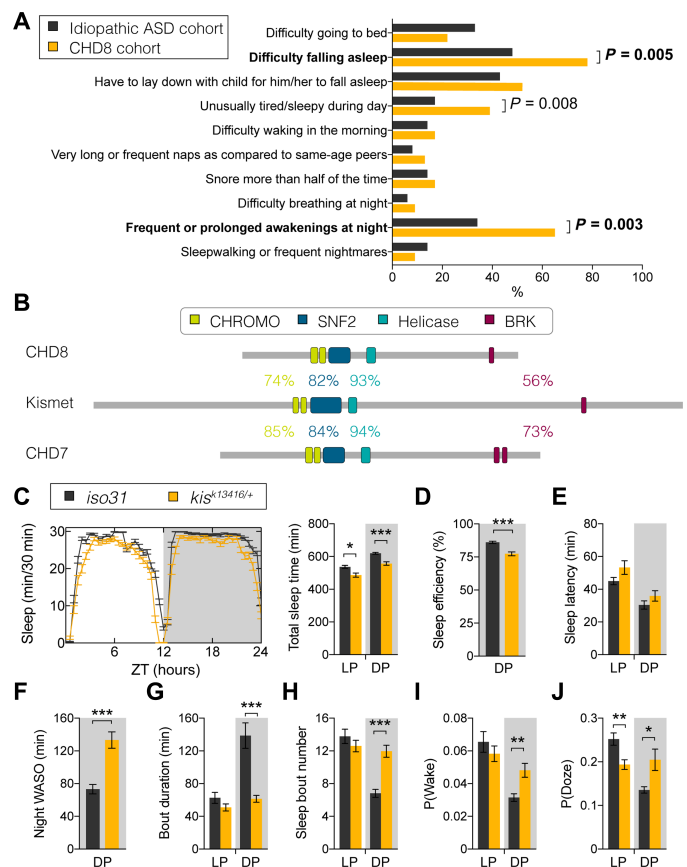 A
Idiopathic ASD cohort
CHD8 cohort
Difficulty going to bed
Difficulty falling asleep
P = 0.005
Have to lay down with child for him/her to fall asleep
Unusually tired/sleepy during day
P = 0.008
Difficulty waking in the morning
Very long or frequent naps as compared to same-age peers
Snore more than half of the time
Difficulty breathing at night
Frequent or prolonged awakenings at night
P = 0.003
Sleepwalking or frequent nightmares
0 20 40 60 80 100
%
B
CHROMO SNF2 Helicase BRK
CHD8
74% 82% 93% 56%
Kismet
85% 84% 94% 73%
CHD7
C
iso31 kis^k13416/+
Sleep (min/30 min)
30
20
10
0
6 12 18 24
ZT (hours)
Total sleep time (min)
800
600
400
200
0
* ***
LP DP
D
Sleep efficiency (%)
100
75
50
25
0
***
DP
E
Sleep latency (min)
80
60
40
20
0
LP DP
F
Night WASO (min)
160
120
80
40
0
***
DP
G
Bout duration (min)
160
120
80
40
0
***
LP DP
H
Sleep bout number
18
15
12
9
6
3
0
***
LP DP
I
P(Wake)
0.08
0.06
0.04
0.02
0
**
LP DP
J
P(Doze)
0.3
0.2
0.1
0
** *
LP DP